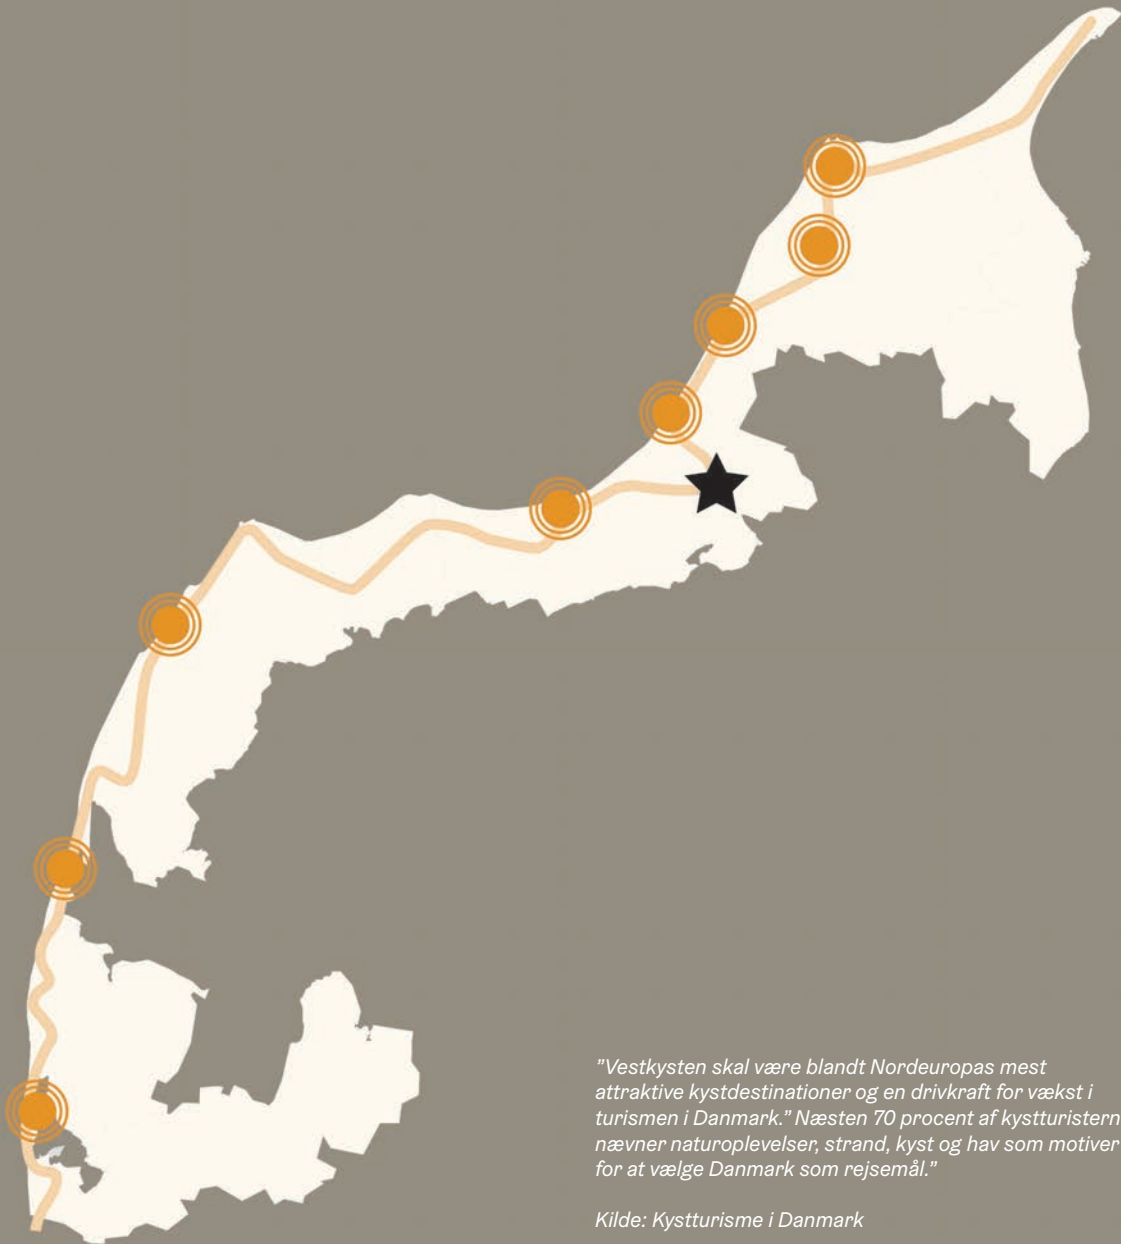 "Vestkysten skal være blandt Nordeuropas mest
attraktive kystdestinationer og en drivkraft for vækst i
turismen i Danmark." Næsten 70 procent af kystturistern
nævner naturoplevelser, strand, kyst og hav som motiver
for at vælge Danmark som rejsemål."
Kilde: Kystturisme i Danmark